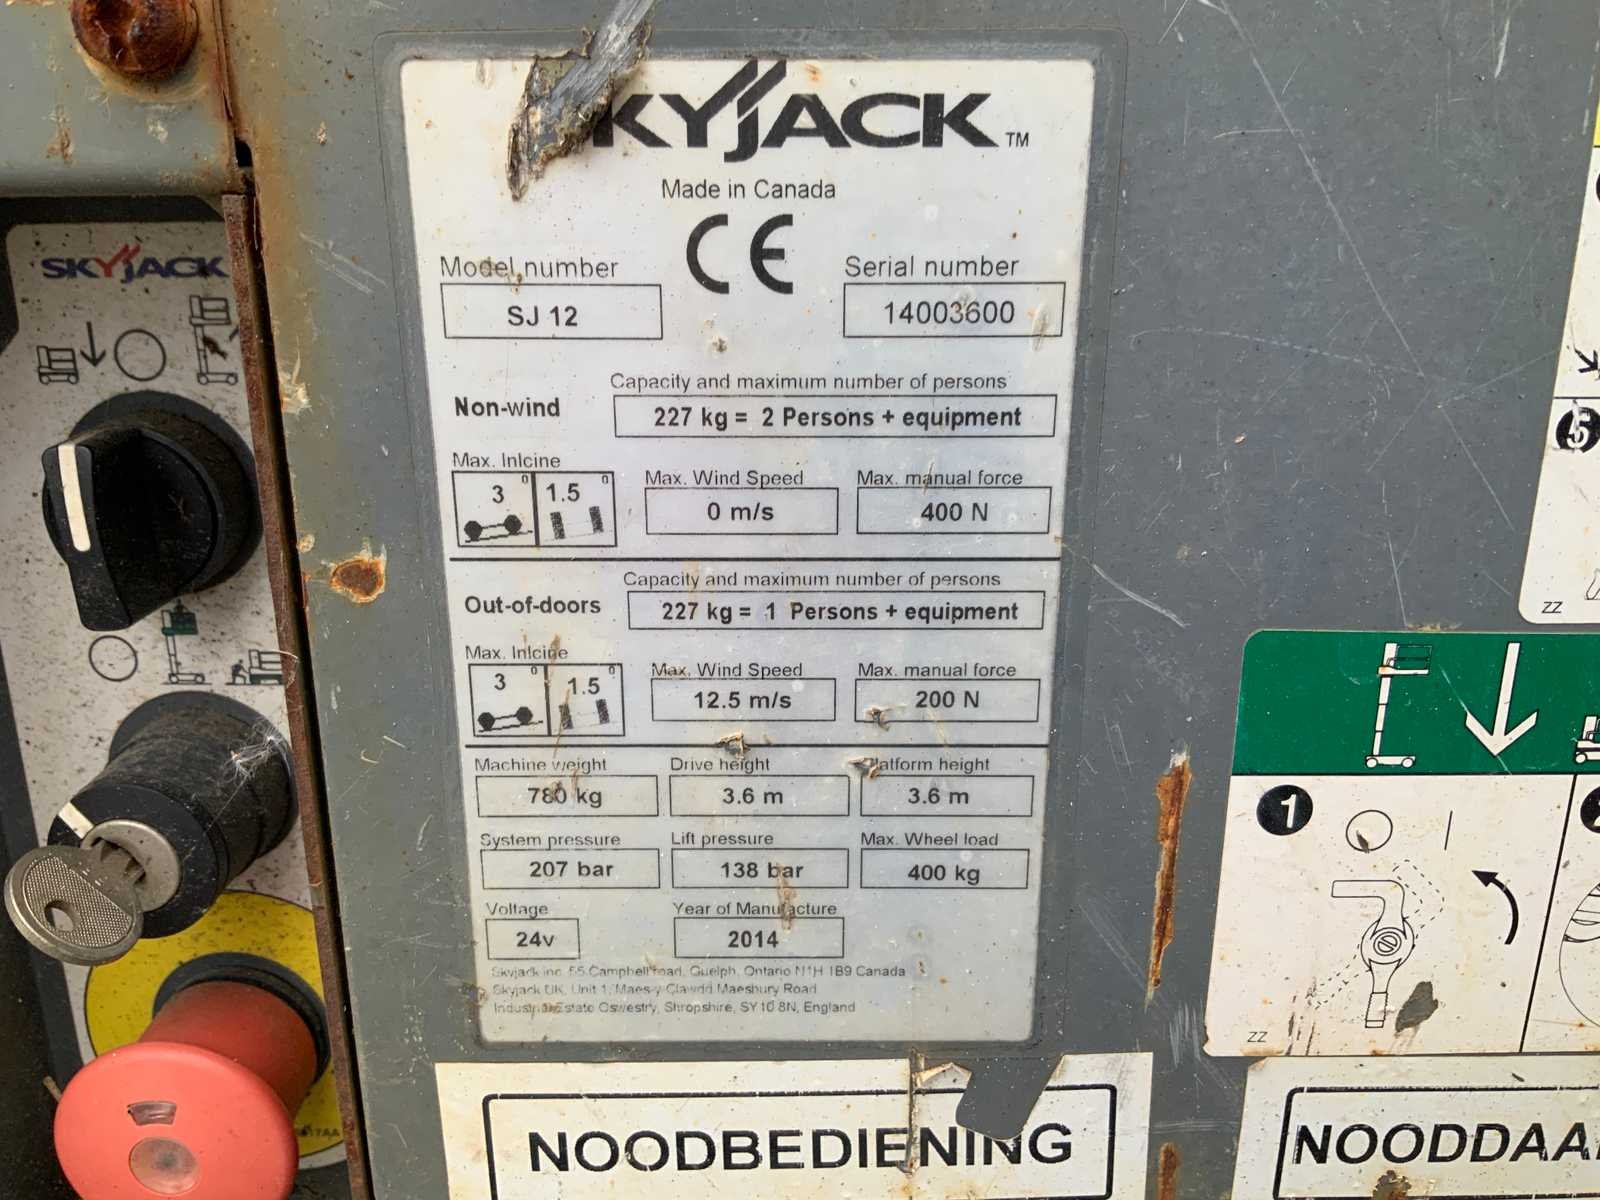 SKYJACK
KYJACK TM
Made in Canada
CE
Model number
SJ 12
Serial number
14003600
Non-wind
Capacity and maximum number of persons
227 kg = 2 Persons + equipment
Max. Inlcine
3° 1.5°
Max. Wind Speed
0 m/s
Max. manual force
400 N
Out-of-doors
Capacity and maximum number of persons
227 kg = 1 Persons + equipment
Max. Inlcine
3° 1.5°
Max. Wind Speed
12.5 m/s
Max. manual force
200 N
Machine weight
780 kg
Drive height
3.6 m
Platform height
3.6 m
System pressure
207 bar
Lift pressure
138 bar
Max. Wheel load
400 kg
Voltage
24v
Year of Manufacture
2014
Skyjack inc. 55 Campbell road, Guelph, Ontario N1H 1B9 Canada
Skyjack UK, Unit 1, Maes-y-Clawdd Maesbury Road
Industrial Estate Oswestry, Shropshire, SY10 8N, England
NOODBEDIENING
5
ZZ
1
ZZ
NOODDAA